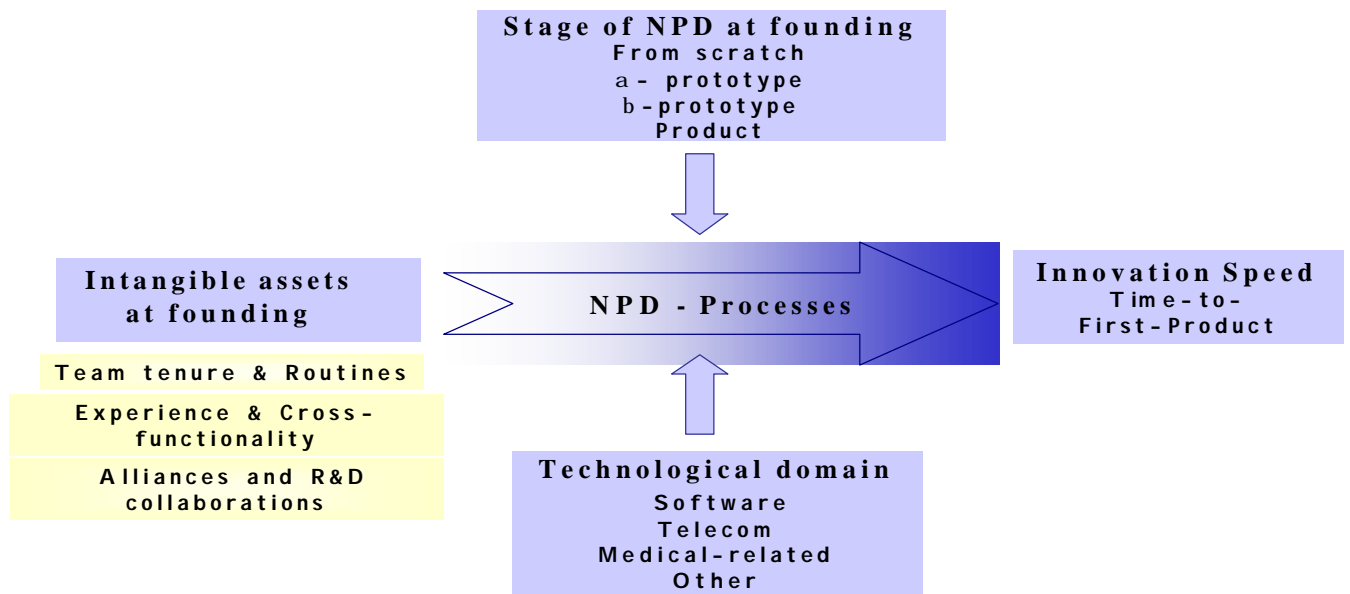 Stage of NPD at founding
From scratch
a - prototype
b -prototype
Product
Intangible assets
at founding
Team tenure & Routines
Experience & Cross-
functionality
Alliances and R&D
collaborations
NPD - Processes
Innovation Speed
Time-to-
First-Product
Technological domain
Software
Telecom
Medical-related
Other